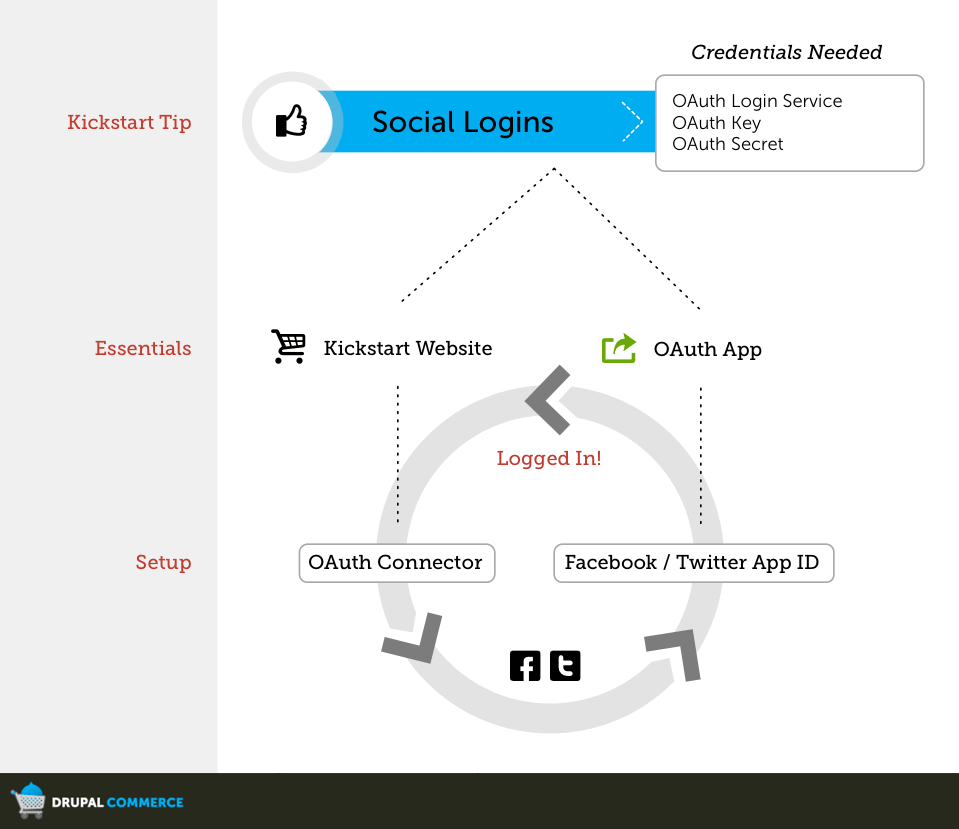 Credentials Needed
Kickstart Tip
Social Logins
OAuth Login Service
OAuth Key
OAuth Secret
Essentials
Kickstart Website
OAuth App
Logged In!
Setup
OAuth Connector
Facebook / Twitter App ID
DRUPAL COMMERCE